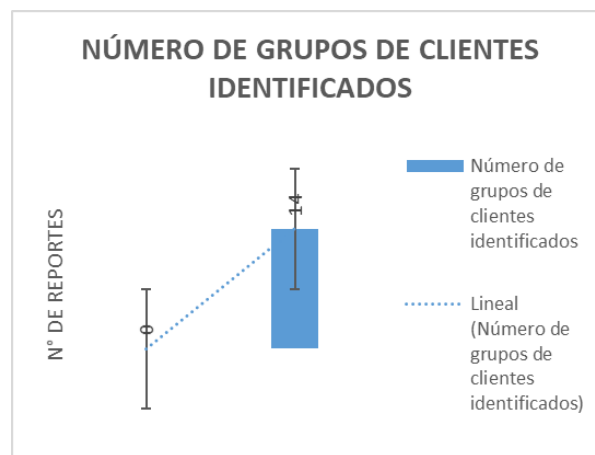 NÚMERO DE GRUPOS DE CLIENTES
IDENTIFICADOS
N° DE REPORTES
0
14
Número de
grupos de
clientes
identificados
Lineal
(Número de
grupos de
clientes
identificados)